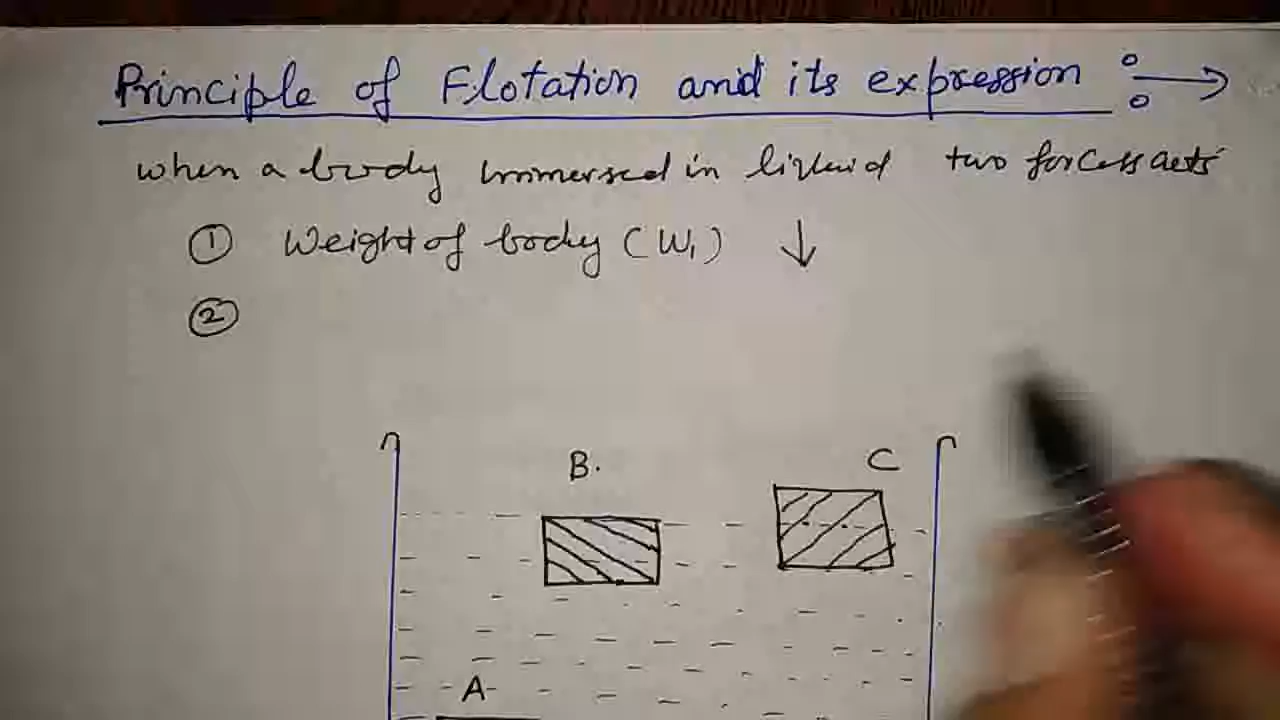 Principle of Flotation and its expression :→
when a body immersed in liquid two forcess acts
① Weight of body (W₁) ↓
②
B.
C
A